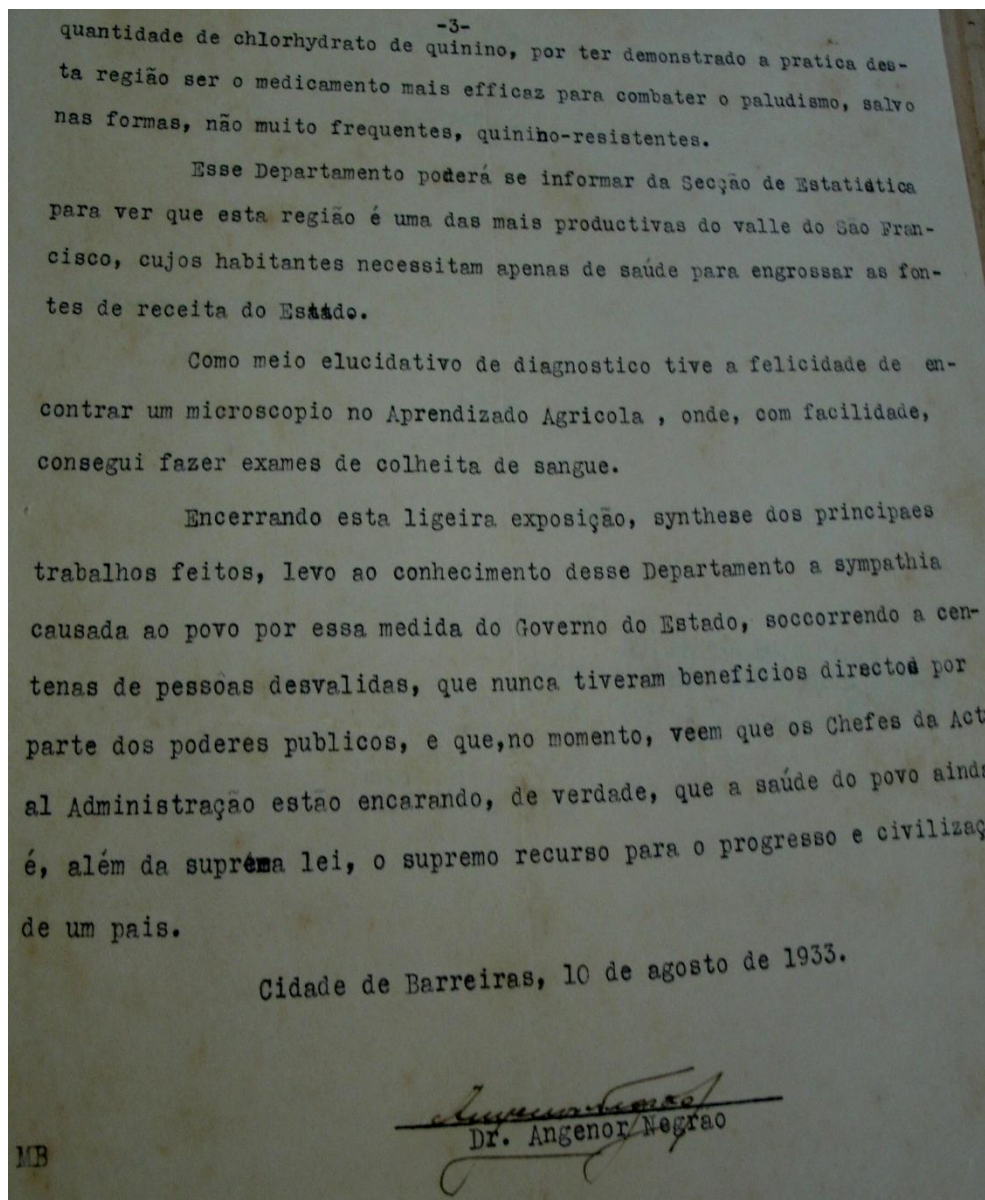 -3-
quantidade de chlorhydrato de quinino, por ter demonstrado a pratica des-
ta região ser o medicamento mais efficaz para combater o paludismo, salvo
nas formas, não muito frequentes, quinino-resistentes.
Esse Departamento poderá se informar da Secção de Estatistica
para ver que esta região é uma das mais productivas do valle do São Fran-
cisco, cujos habitantes necessitam apenas de saúde para engrossar as fon-
tes de receita do Estado.
Como meio elucidativo de diagnostico tive a felicidade de en-
contrar um microscopio no Aprendizado Agricola , onde, com facilidade,
consegui fazer exames de colheita de sangue.
Encerrando esta ligeira exposição, synthese dos principaes
trabalhos feitos, levo ao conhecimento desse Departamento a sympathia
causada ao povo por essa medida do Governo do Estado, soccorrendo a cen-
tenas de pessoas desvalidas, que nunca tiveram beneficios directos por
parte dos poderes publicos, e que,no momento, veem que os Chefes da Act
al Administração estão encarando, de verdade, que a saúde do povo ainda
é, além da suprema lei, o supremo recurso para o progresso e civilizaç
de um pais.
Cidade de Barreiras, 10 de agosto de 1933.
Angenor Negrão
Dr. Angenor Negrao
MB